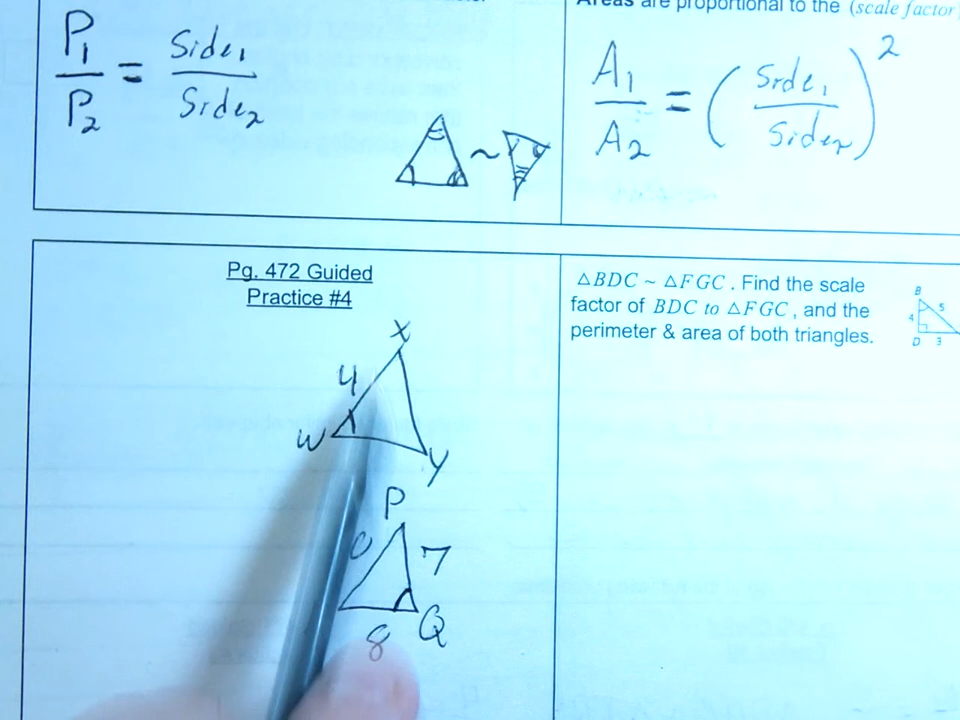 Areas are proportional to the (scale factor
P1
P2
=
Side1
Side2
A1
A2
=
(
Side1
Side2
)
2
~
Pg. 472 Guided
Practice #4
X
4
W
Y
P
7
Q
8
△BDC ~ △FGC. Find the scale
factor of BDC to △FGC, and the
perimeter & area of both triangles.
B
4
5
D
3